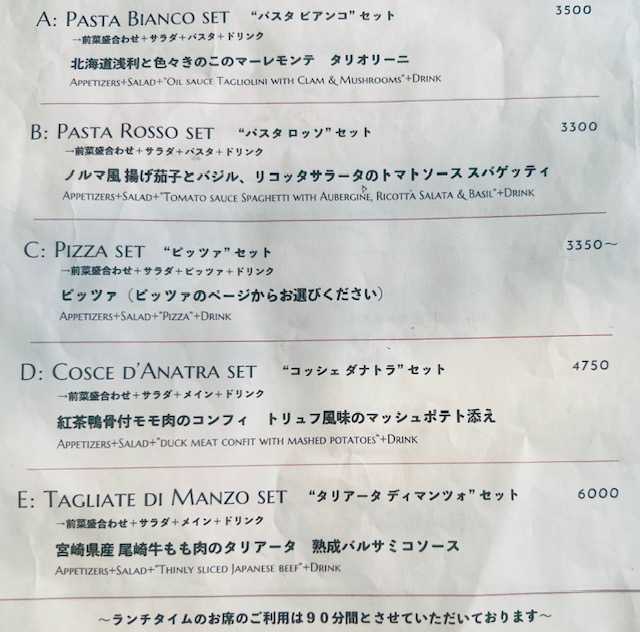 A: PASTA BIANCO SET “パスタ ビアンコ” セット 3500
→前菜盛合わせ＋サラダ＋パスタ＋ドリンク
北海道浅利と色々きのこのマーレモンテ　タリオリーニ
APPETIZERS+SALAD+"OIL SAUCE TAGLIOLINI WITH CLAM & MUSHROOMS"+DRINK
B: PASTA ROSSO SET “パスタ ロッソ” セット 3300
→前菜盛合わせ＋サラダ＋パスタ＋ドリンク
ノルマ風 揚げ茄子とバジル、リコッタサラータのトマトソース スパゲッティ
APPETIZERS+SALAD+"TOMATO SAUCE SPAGHETTI WITH AUBERGINE, RICOTTA SALATA & BASIL"+DRINK
C: PIZZA SET “ピッツァ” セット 3350〜
→前菜盛合わせ＋サラダ＋ピッツァ＋ドリンク
ピッツァ（ピッツァのページからお選びください）
APPETIZERS+SALAD+"PIZZA"+DRINK
D: COSCE D'ANATRA SET “コッシェ ダナトラ” セット 4750
→前菜盛合わせ＋サラダ＋メイン＋ドリンク
紅茶鴨骨付モモ肉のコンフィ　トリュフ風味のマッシュポテト添え
APPETIZERS+SALAD+"DUCK MEAT CONFIT WITH MASHED POTATOES"+DRINK
E: TAGLIATE DI MANZO SET “タリアータ ディマンツォ” セット 6000
→前菜盛合わせ＋サラダ＋メイン＋ドリンク
宮崎県産 尾崎牛もも肉のタリアータ　熟成バルサミコソース
APPETIZERS+SALAD+"THINLY SLICED JAPANESE BEEF"+DRINK
〜ランチタイムのお席のご利用は９０分間とさせていただいております〜